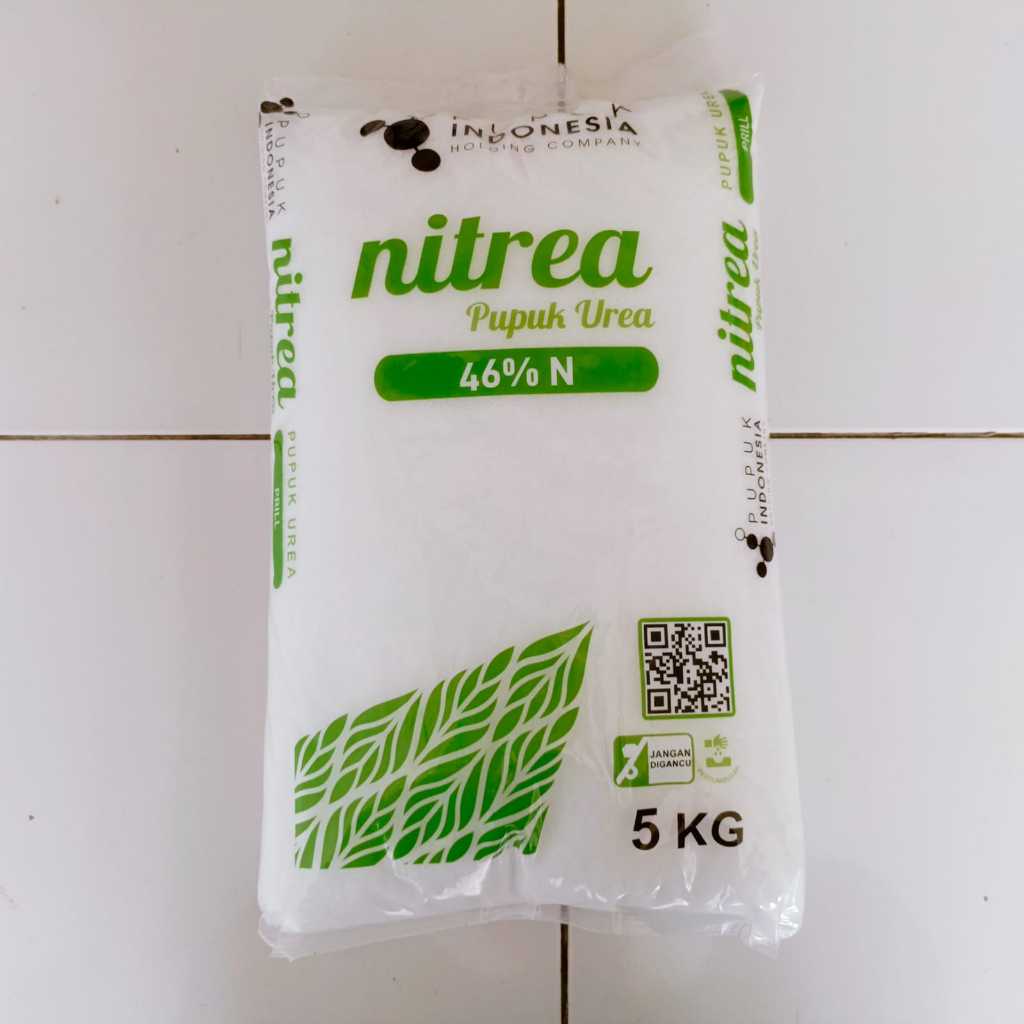 INDONESIA
HOLDING COMPANY
nitrea
Pupuk Urea
46% N
JANGAN
DIGANCU
5 KG
PUPUK
INDONESIA
nitrea
Pupuk Urea
PUPUK UREA
PRILL
PUPUK UREA
PRILL
nitrea
Pupuk Urea
PUPUK
INDONESIA